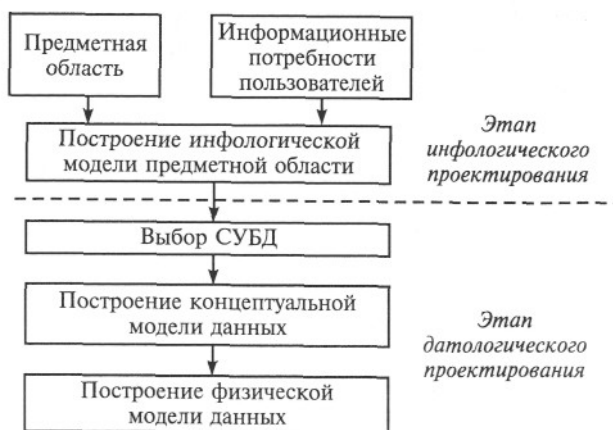 Предметная
область
Информационные
потребности
пользователей
Построение инфологической
модели предметной области
Этап
инфологического
проектирования
Выбор СУБД
Построение концептуальной
модели данных
Этап
даталогического
проектирования
Построение физической
модели данных